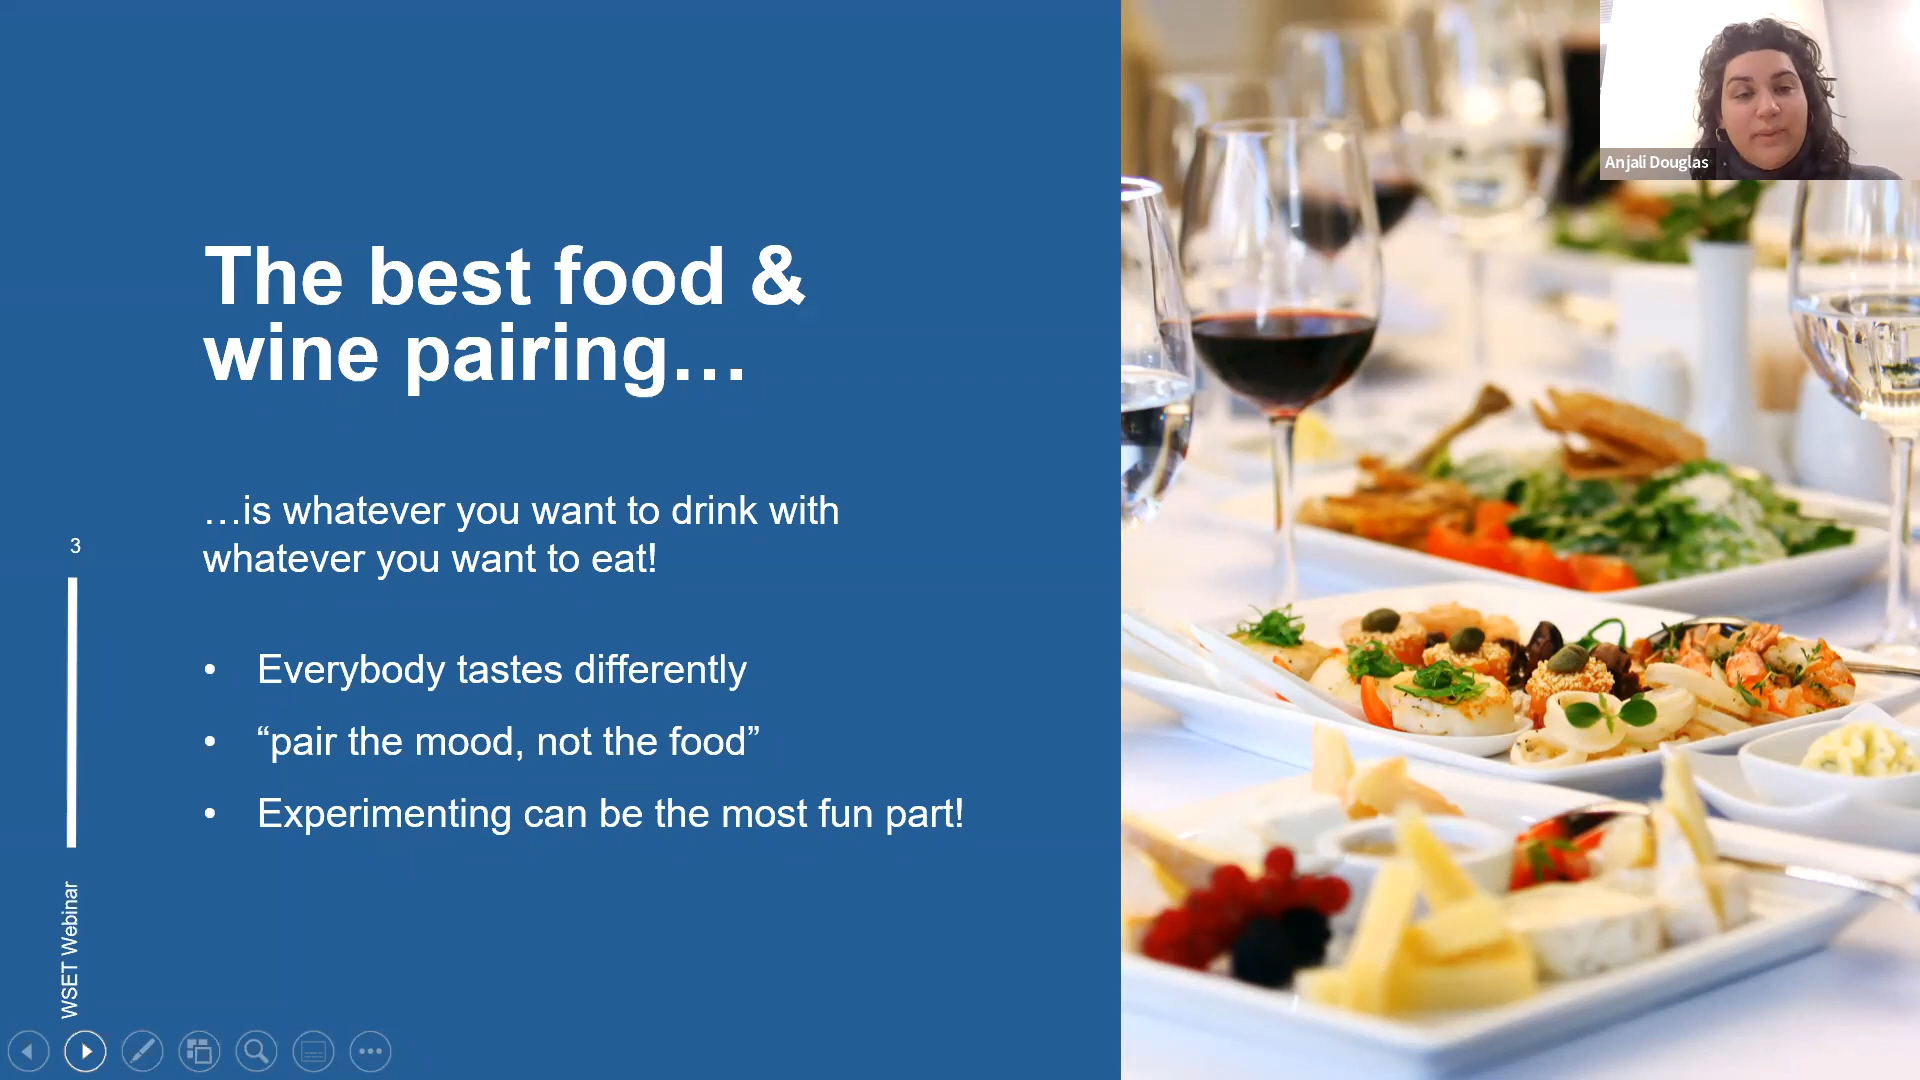 The best food &
wine pairing…
…is whatever you want to drink with
whatever you want to eat!
• Everybody tastes differently
• “pair the mood, not the food”
• Experimenting can be the most fun part!
3
WSET Webinar
Anjali Douglas